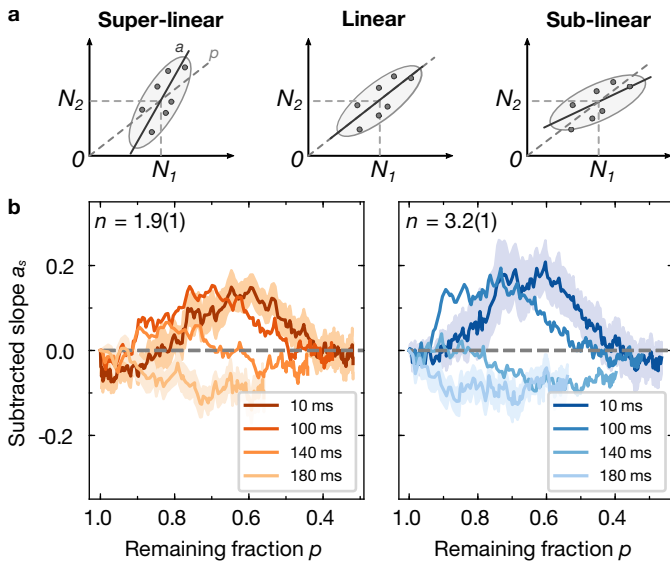 a
Super-linear
Linear
Sub-linear
a
p
N2
N2
N2
0
0
0
N1
N1
N1
b
n = 1.9(1)
n = 3.2(1)
Subtracted slope as
0.2
0.0
-0.2
10 ms
100 ms
140 ms
180 ms
10 ms
100 ms
140 ms
180 ms
1.0 0.8 0.6 0.4
1.0 0.8 0.6 0.4
Remaining fraction p
Remaining fraction p